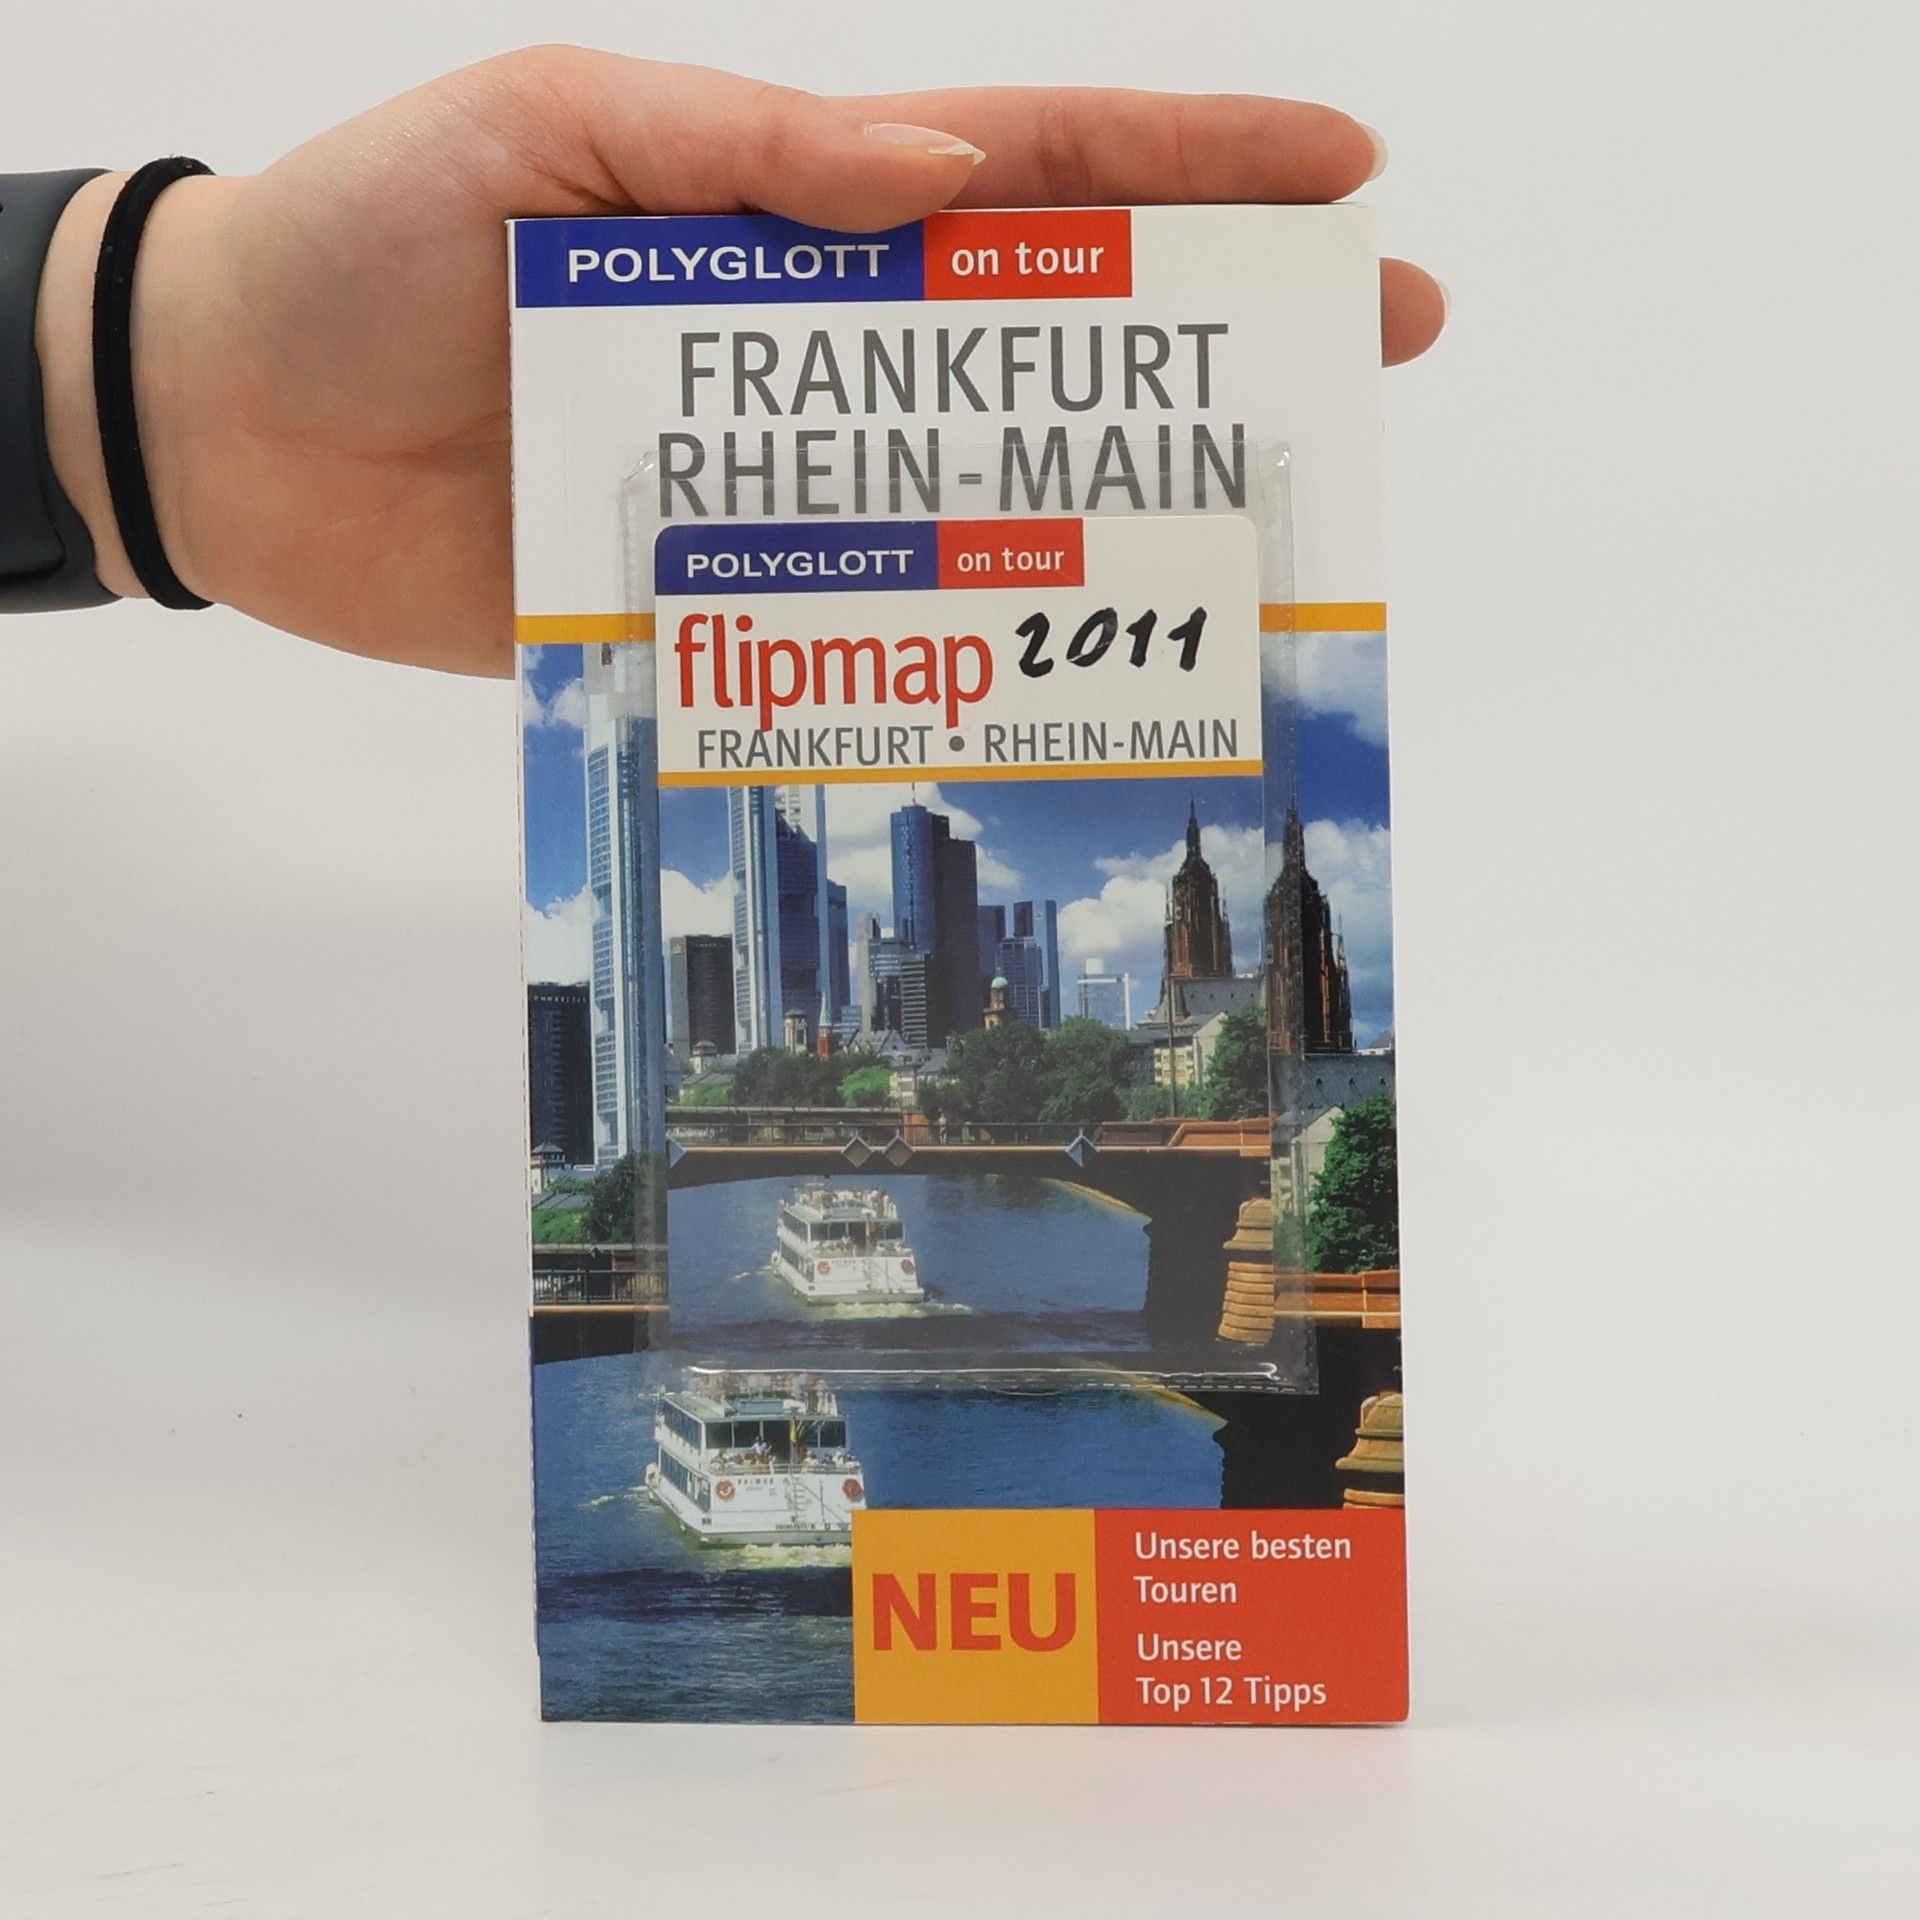 POLYGLOTT on tour
FRANKFURT
RHEIN-MAIN
POLYGLOTT on tour
flipmap 2011
FRANKFURT • RHEIN-MAIN
NEU
Unsere besten
Touren
Unsere
Top 12 Tipps